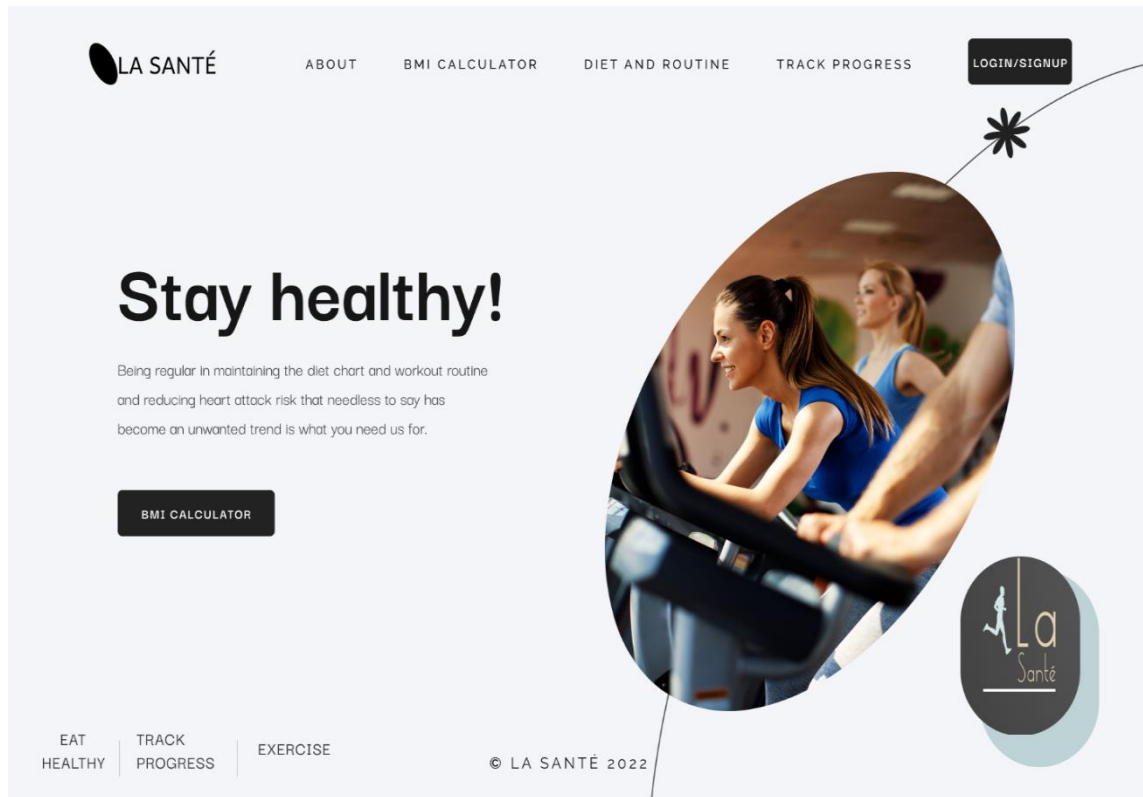 LA SANTÉ
ABOUT
BMI CALCULATOR
DIET AND ROUTINE
TRACK PROGRESS
LOGIN/SIGNUP
Stay healthy!
Being regular in maintaining the diet chart and workout routine
and reducing heart attack risk that needless to say has
become an unwanted trend is what you need us for.
BMI CALCULATOR
La
Santé
EAT
HEALTHY
TRACK
PROGRESS
EXERCISE
© LA SANTÉ 2022